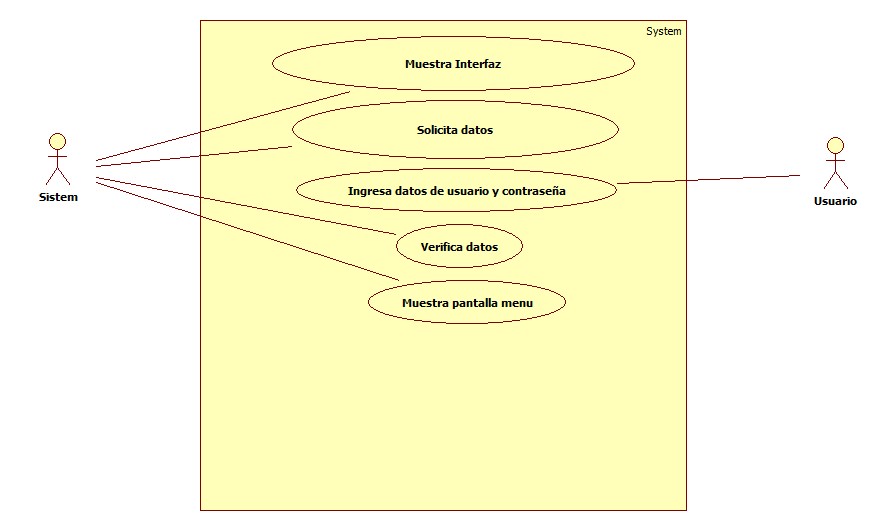 System
Muestra Interfaz
Solicita datos
Ingresa datos de usuario y contraseña
Verifica datos
Muestra pantalla menu
Sistem
Usuario